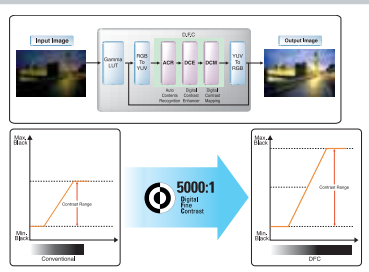 D.F.C
Input Image
Output Image
Gamma
LUT
RGB
To
YUV
ACR
DCE
DCM
YUV
To
RGB
Auto
Contents
Recognition
Digital
Contrast
Enhancer
Digital
Contrast
Mapping
Max.
Black
Contrast Range
Min.
Black
Conventional
5000:1
Digital
Fine
Contrast
Max.
Black
Contrast Range
Min.
Black
DFC